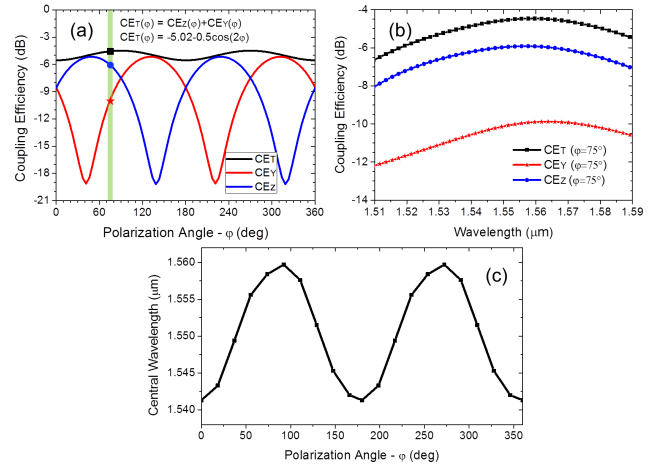 (a)
CET(φ) = CEZ(φ)+CEY(φ)
CET(φ) = -5.02-0.5cos(2φ)
Coupling Efficiency (dB)
0
-3
-6
-9
-12
-15
-18
-21
CET
CEY
CEZ
0 60 120 180 240 300 360
Polarization Angle - φ (deg)
(b)
Coupling Efficiency (dB)
-4
-6
-8
-10
-12
-14
CET (φ=75°)
CEY (φ=75°)
CEZ (φ=75°)
1.51 1.52 1.53 1.54 1.55 1.56 1.57 1.58 1.59
Wavelength (μm)
(c)
Central Wavelength (μm)
1.560
1.555
1.550
1.545
1.540
0 50 100 150 200 250 300 350
Polarization Angle - φ (deg)